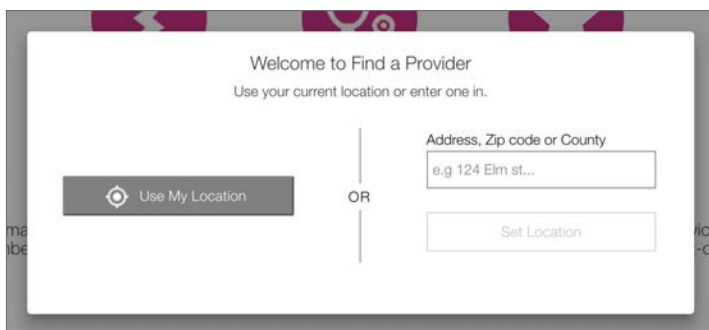 Welcome to Find a Provider
Use your current location or enter one in.
Use My Location
OR
Address, Zip code or County
e.g 124 Elm st...
Set Location